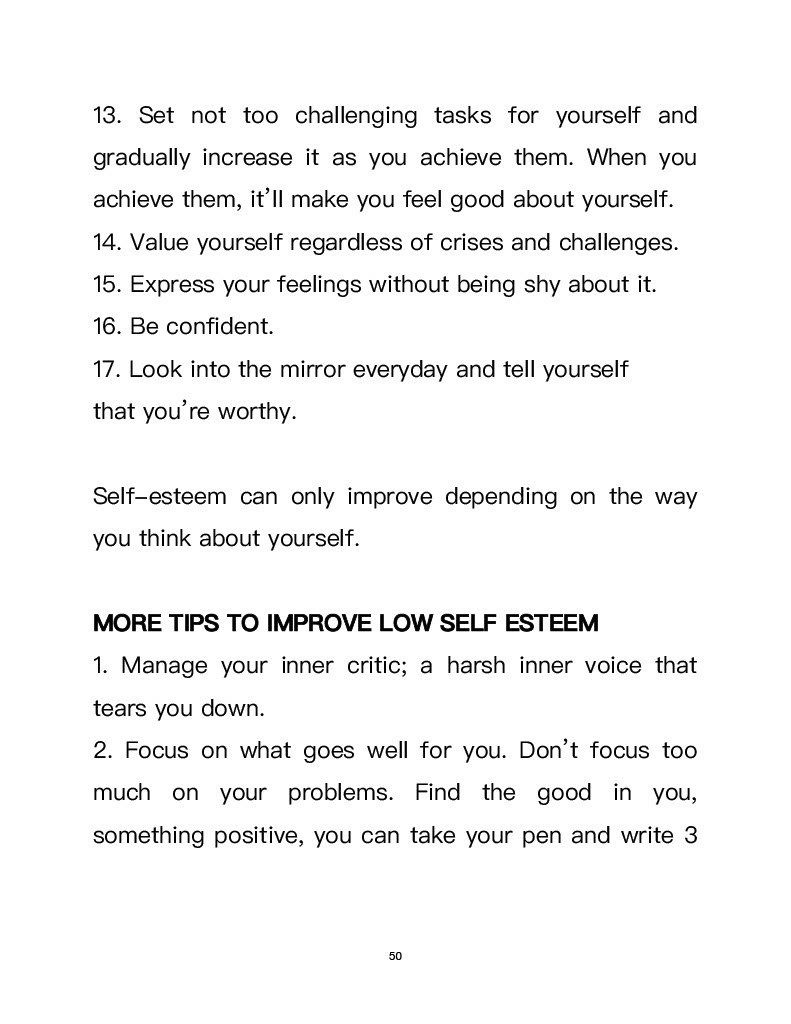 13. Set not too challenging tasks for yourself and
gradually increase it as you achieve them. When you
achieve them, it’ll make you feel good about yourself.
14. Value yourself regardless of crises and challenges.
15. Express your feelings without being shy about it.
16. Be confident.
17. Look into the mirror everyday and tell yourself
that you’re worthy.
Self-esteem can only improve depending on the way
you think about yourself.
MORE TIPS TO IMPROVE LOW SELF ESTEEM
1. Manage your inner critic; a harsh inner voice that
tears you down.
2. Focus on what goes well for you. Don’t focus too
much on your problems. Find the good in you,
something positive, you can take your pen and write 3
50